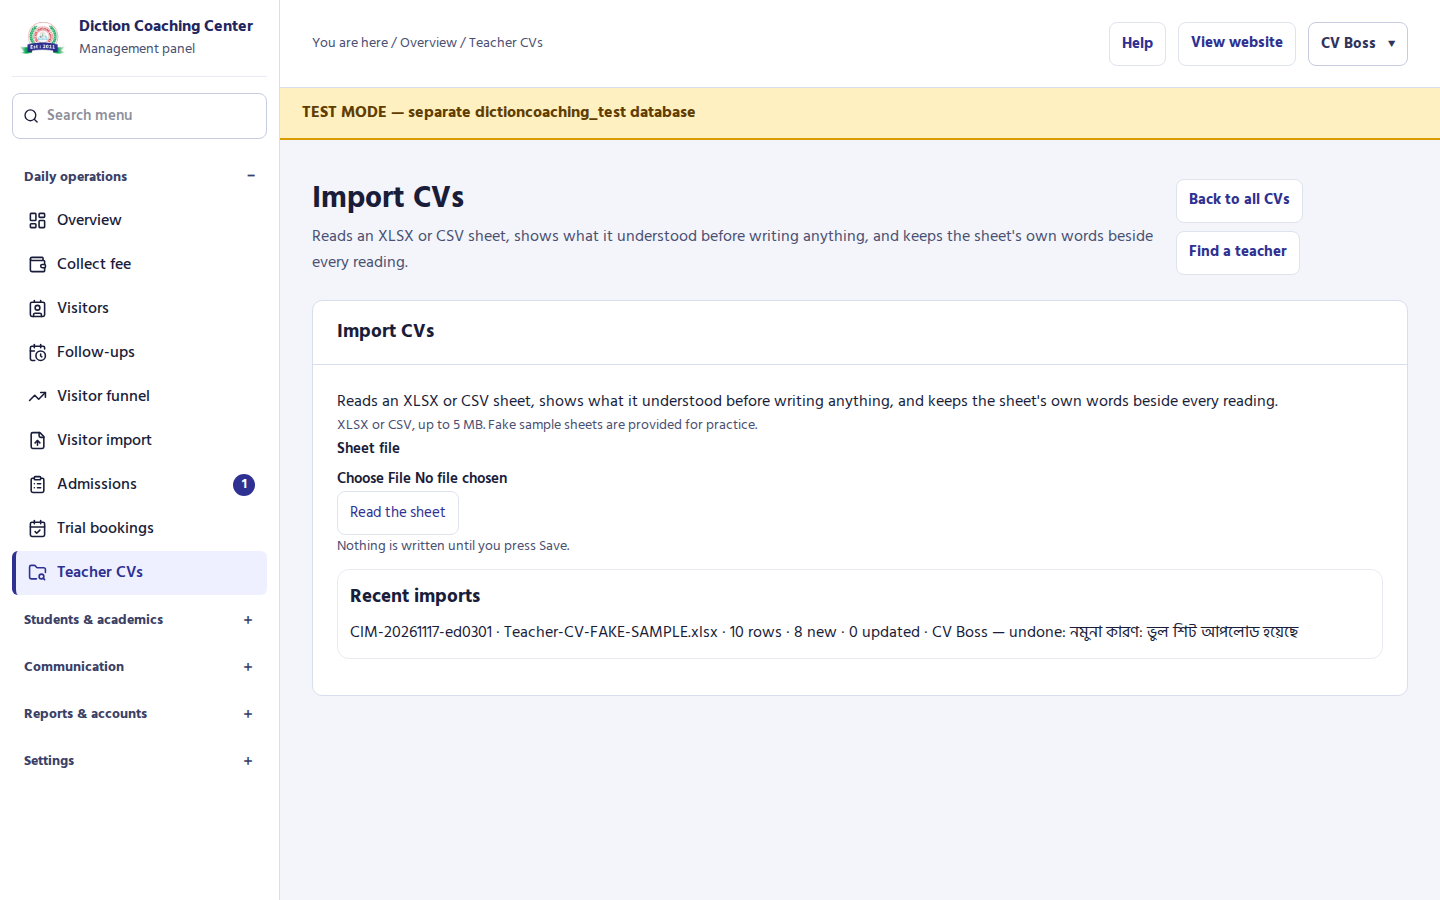 Diction Coaching Center
Management panel
Est : 2011
Search menu
Daily operations −
Overview
Collect fee
Visitors
Follow-ups
Visitor funnel
Visitor import
Admissions 1
Trial bookings
Teacher CVs
Students & academics +
Communication +
Reports & accounts +
Settings +
You are here / Overview / Teacher CVs
Help
View website
CV Boss ▼
TEST MODE — separate dictioncoaching_test database
Import CVs
Reads an XLSX or CSV sheet, shows what it understood before writing anything, and keeps the sheet's own words beside
every reading.
Back to all CVs
Find a teacher
Import CVs
Reads an XLSX or CSV sheet, shows what it understood before writing anything, and keeps the sheet's own words beside every reading.
XLSX or CSV, up to 5 MB. Fake sample sheets are provided for practice.
Sheet file
Choose File No file chosen
Read the sheet
Nothing is written until you press Save.
Recent imports
CIM-20261117-ed0301 · Teacher-CV-FAKE-SAMPLE.xlsx · 10 rows · 8 new · 0 updated · CV Boss — undone: নমুনা কারণ: ভুল শিট আপলোড হয়েছে